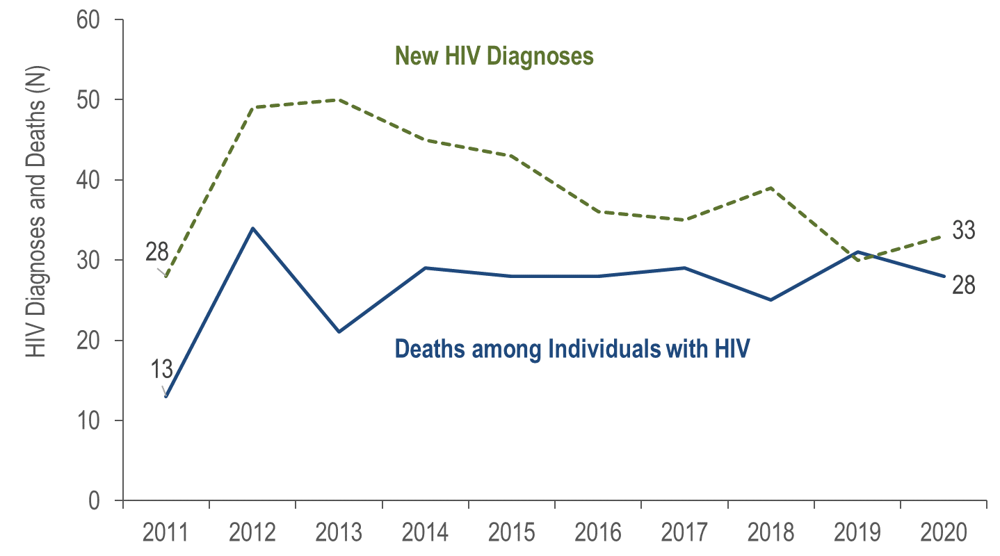 60
New HIV Diagnoses
50
40
33
30
28
28
20
Deaths among Individuals with HIV
13
10
0
HIV Diagnoses and Deaths (N)
2011 2012 2013 2014 2015 2016 2017 2018 2019 2020